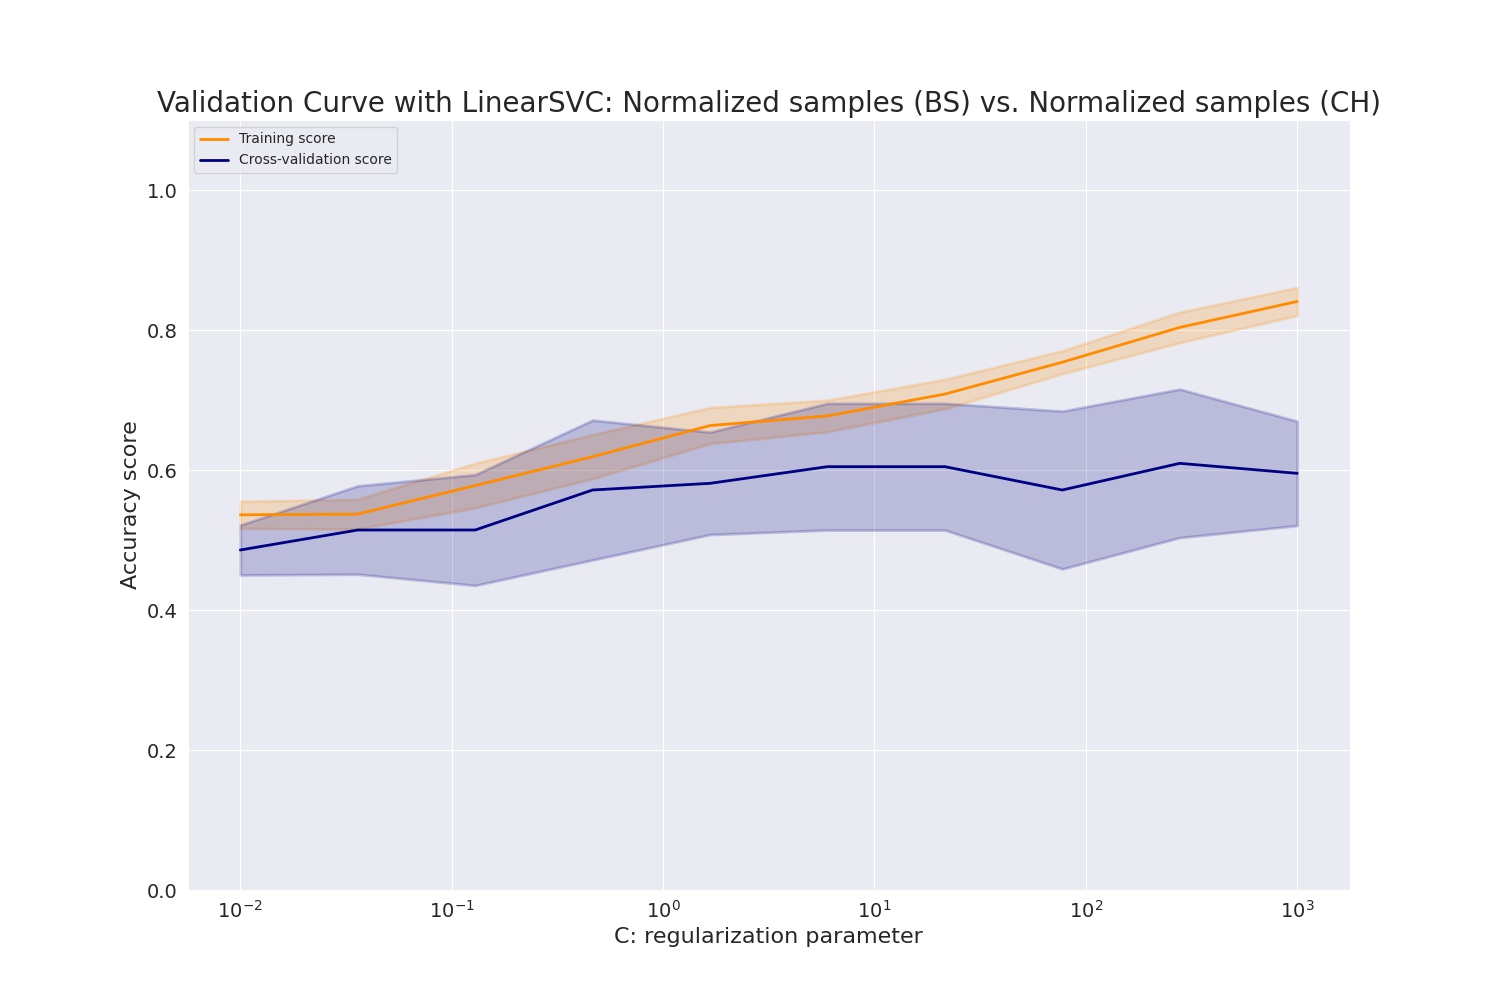 Validation Curve with LinearSVC: Normalized samples (BS) vs. Normalized samples (CH)
Training score
Cross-validation score
1.0
0.8
0.6
0.4
0.2
0.0
Accuracy score
10⁻² 10⁻¹ 10⁰ 10¹ 10² 10³
C: regularization parameter